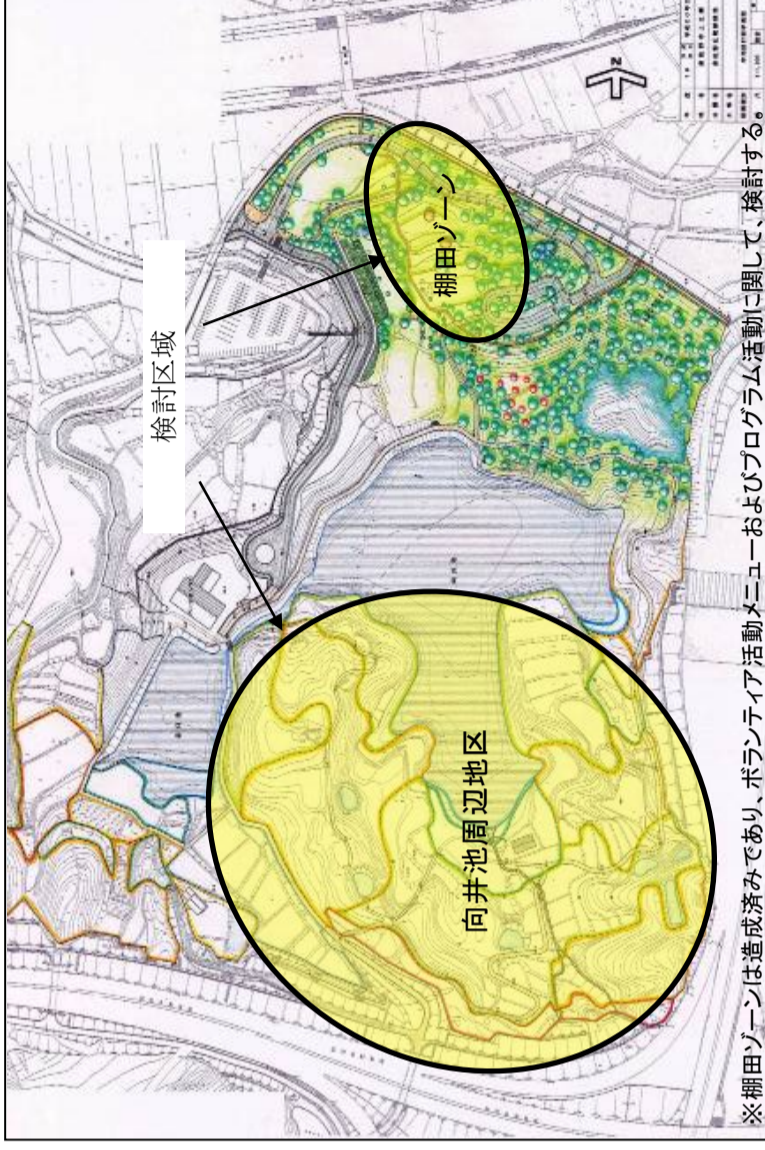 検討区域
棚田ゾーン
向井池周辺地区
※棚田ゾーンは造成済みであり、ボランティア活動メニューおよびプログラム活動に関して、検討する。